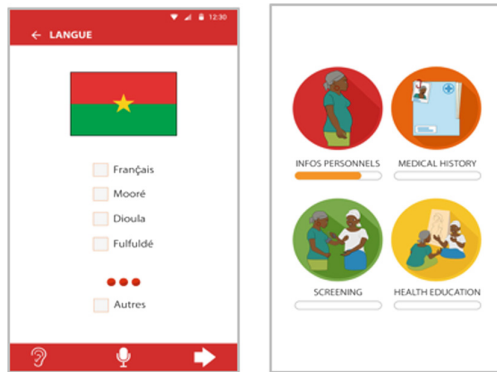 12:30
← LANGUE
Français
Mooré
Dioula
Fulfuldé
Autres
INFOS PERSONNELS
MEDICAL HISTORY
SCREENING
HEALTH EDUCATION